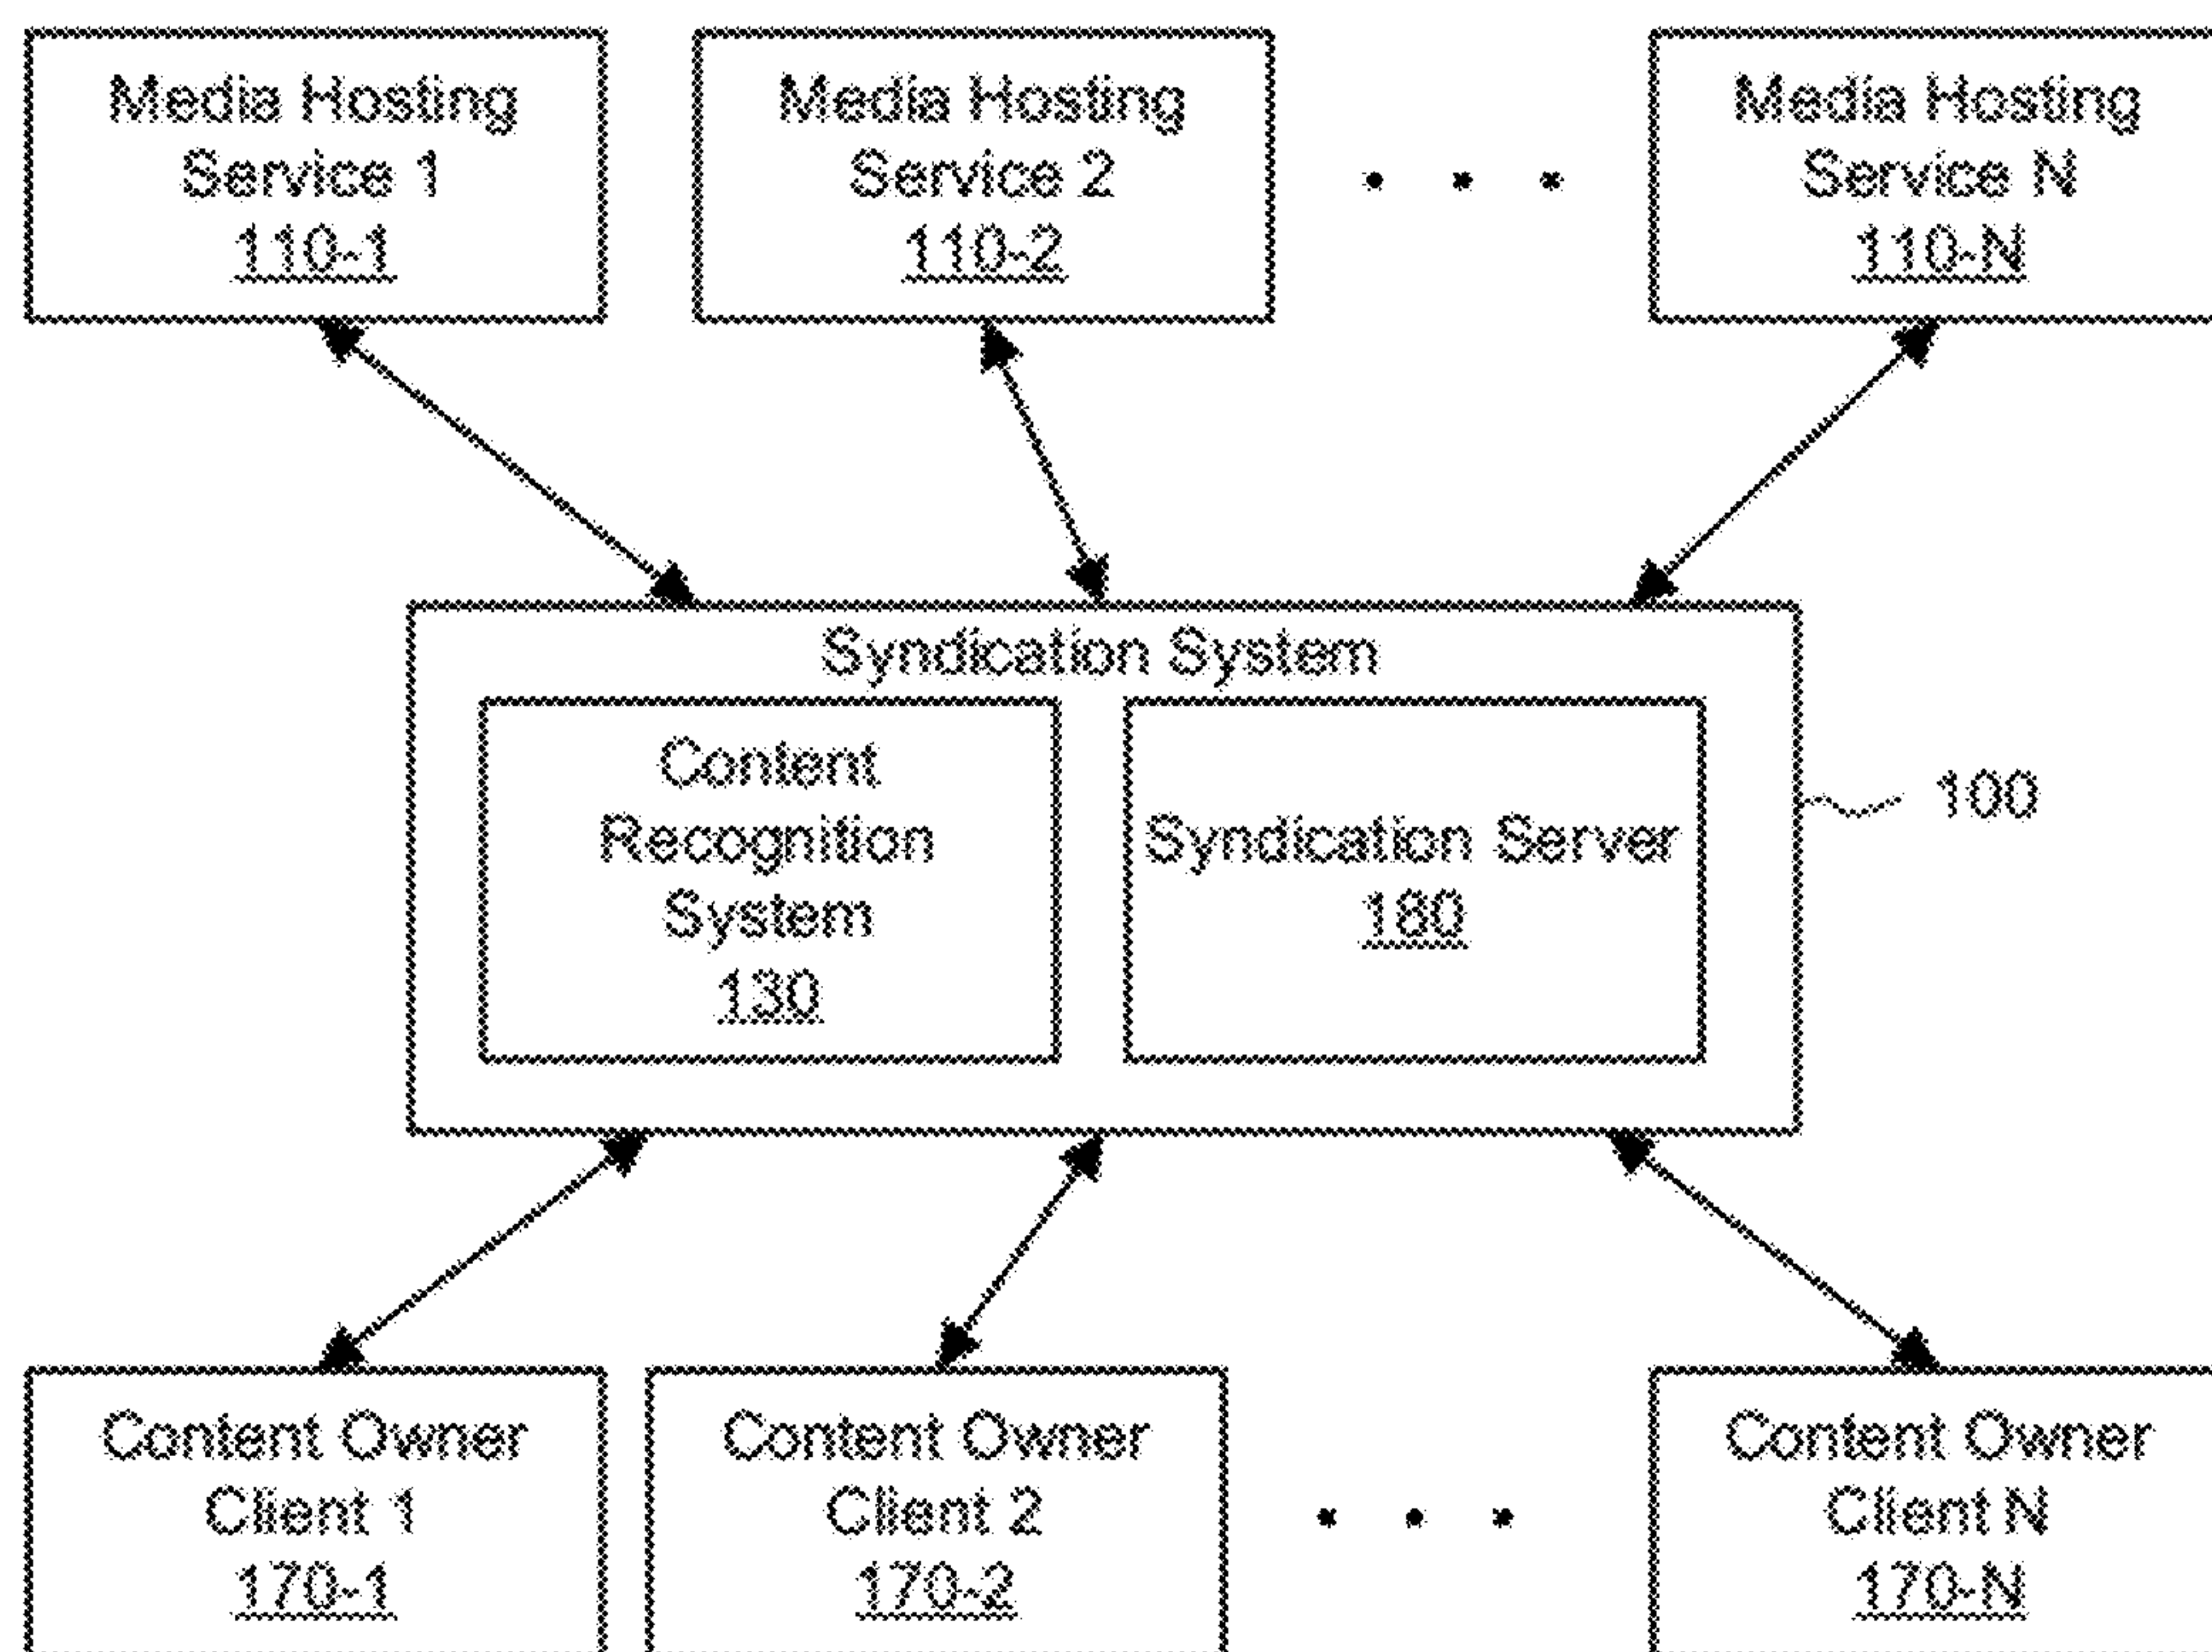 Media Hosting
Service 1
110-1
Media Hosting
Service 2
110-2
Media Hosting
Service N
110-N
Syndication System
Content
Recognition
System
130
Syndication Server
180
100
Content Owner
Client 1
170-1
Content Owner
Client 2
170-2
Content Owner
Client N
170-N